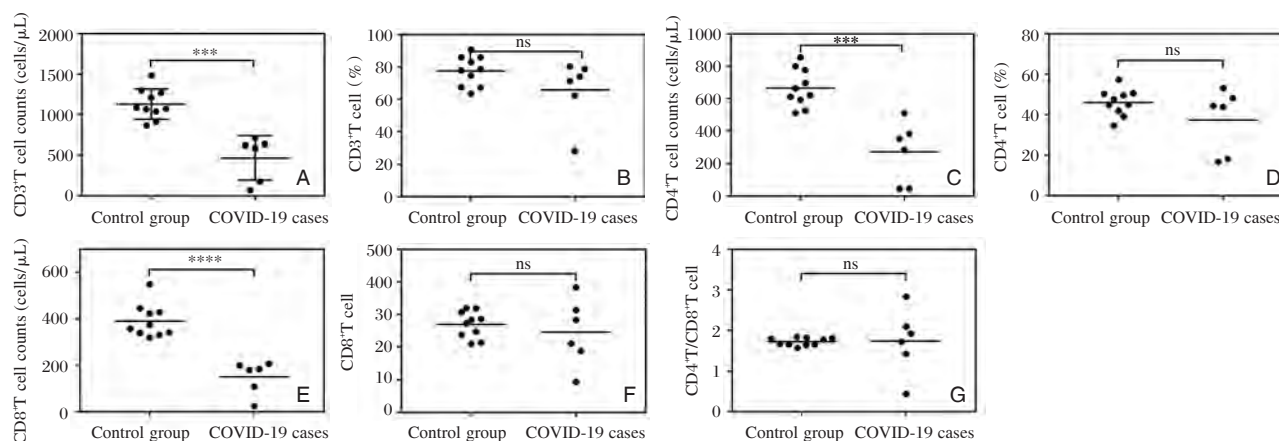 CD3⁺T cell counts (cells/μL)
2000
1500
1000
500
0
***
A
Control group
COVID-19 cases
CD3⁺T cell (%)
100
80
60
40
20
0
ns
B
Control group
COVID-19 cases
CD4⁺T cell counts (cells/μL)
1000
800
600
400
200
0
***
C
Control group
COVID-19 cases
CD4⁺T cell (%)
80
60
40
20
0
ns
D
Control group
COVID-19 cases
CD8⁺T cell counts (cells/μL)
600
400
200
0
****
E
Control group
COVID-19 cases
CD8⁺T cell
500
400
30
20
10
0
ns
F
Control group
COVID-19 cases
CD4⁺T/CD8⁺T cell
4
3
2
1
0
ns
G
Control group
COVID-19 cases